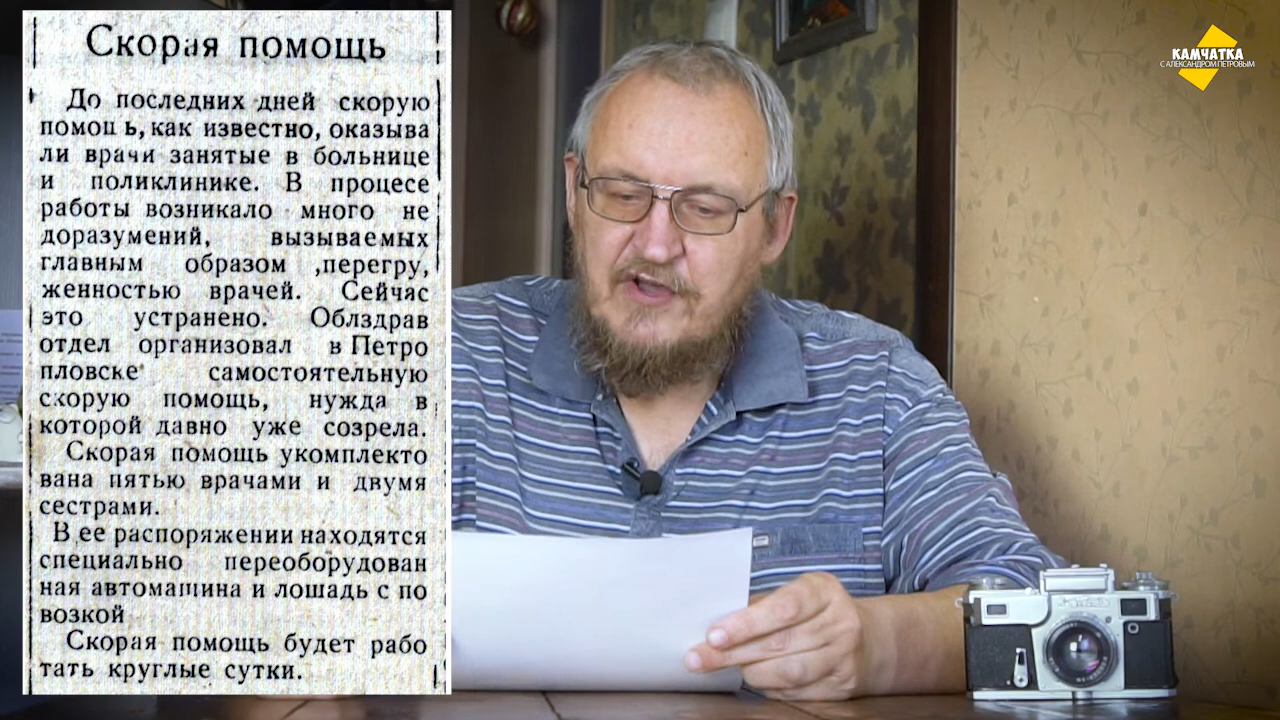 Скорая помощь
До последних дней скорую
помощь, как известно, оказыва
ли врачи занятые в больнице
и поликлинике. В процесе
работы возникало много не
доразумений, вызываемых
главным образом ,перегру,
женностью врачей. Сейчас
это устранено. Облздрав
отдел организовал в Петро
пловске самостоятельную
скорую помощь, нужда в
которой давно уже созрела.
Скорая помощь укомплекто
вана пятью врачами и двумя
сестрами.
В ее распоряжении находятся
специально переоборудован
ная автомашина и лошадь с по
возкой
Скорая помощь будет рабо
тать круглые сутки.
КАМЧАТКА
С АЛЕКСАНДРОМ ПЕТРОВЫМ